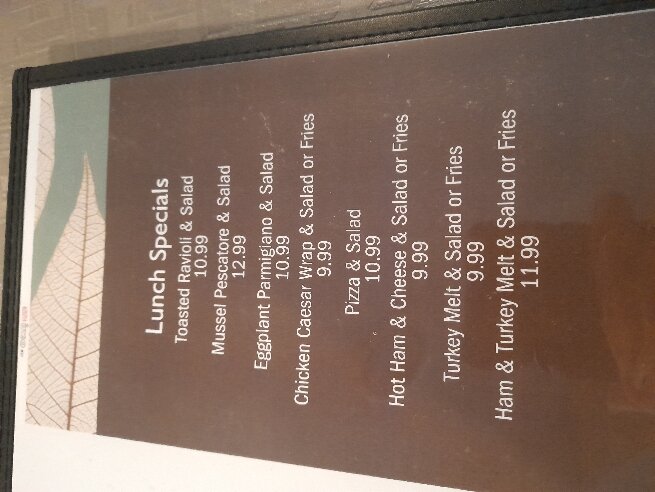 Lunch Specials
Toasted Ravioli & Salad
10.99
Mussel Pescatore & Salad
12.99
Eggplant Parmigiano & Salad
10.99
Chicken Caesar Wrap & Salad or Fries
9.99
Pizza & Salad
10.99
Hot Ham & Cheese & Salad or Fries
9.99
Turkey Melt & Salad or Fries
9.99
Ham & Turkey Melt & Salad or Fries
11.99